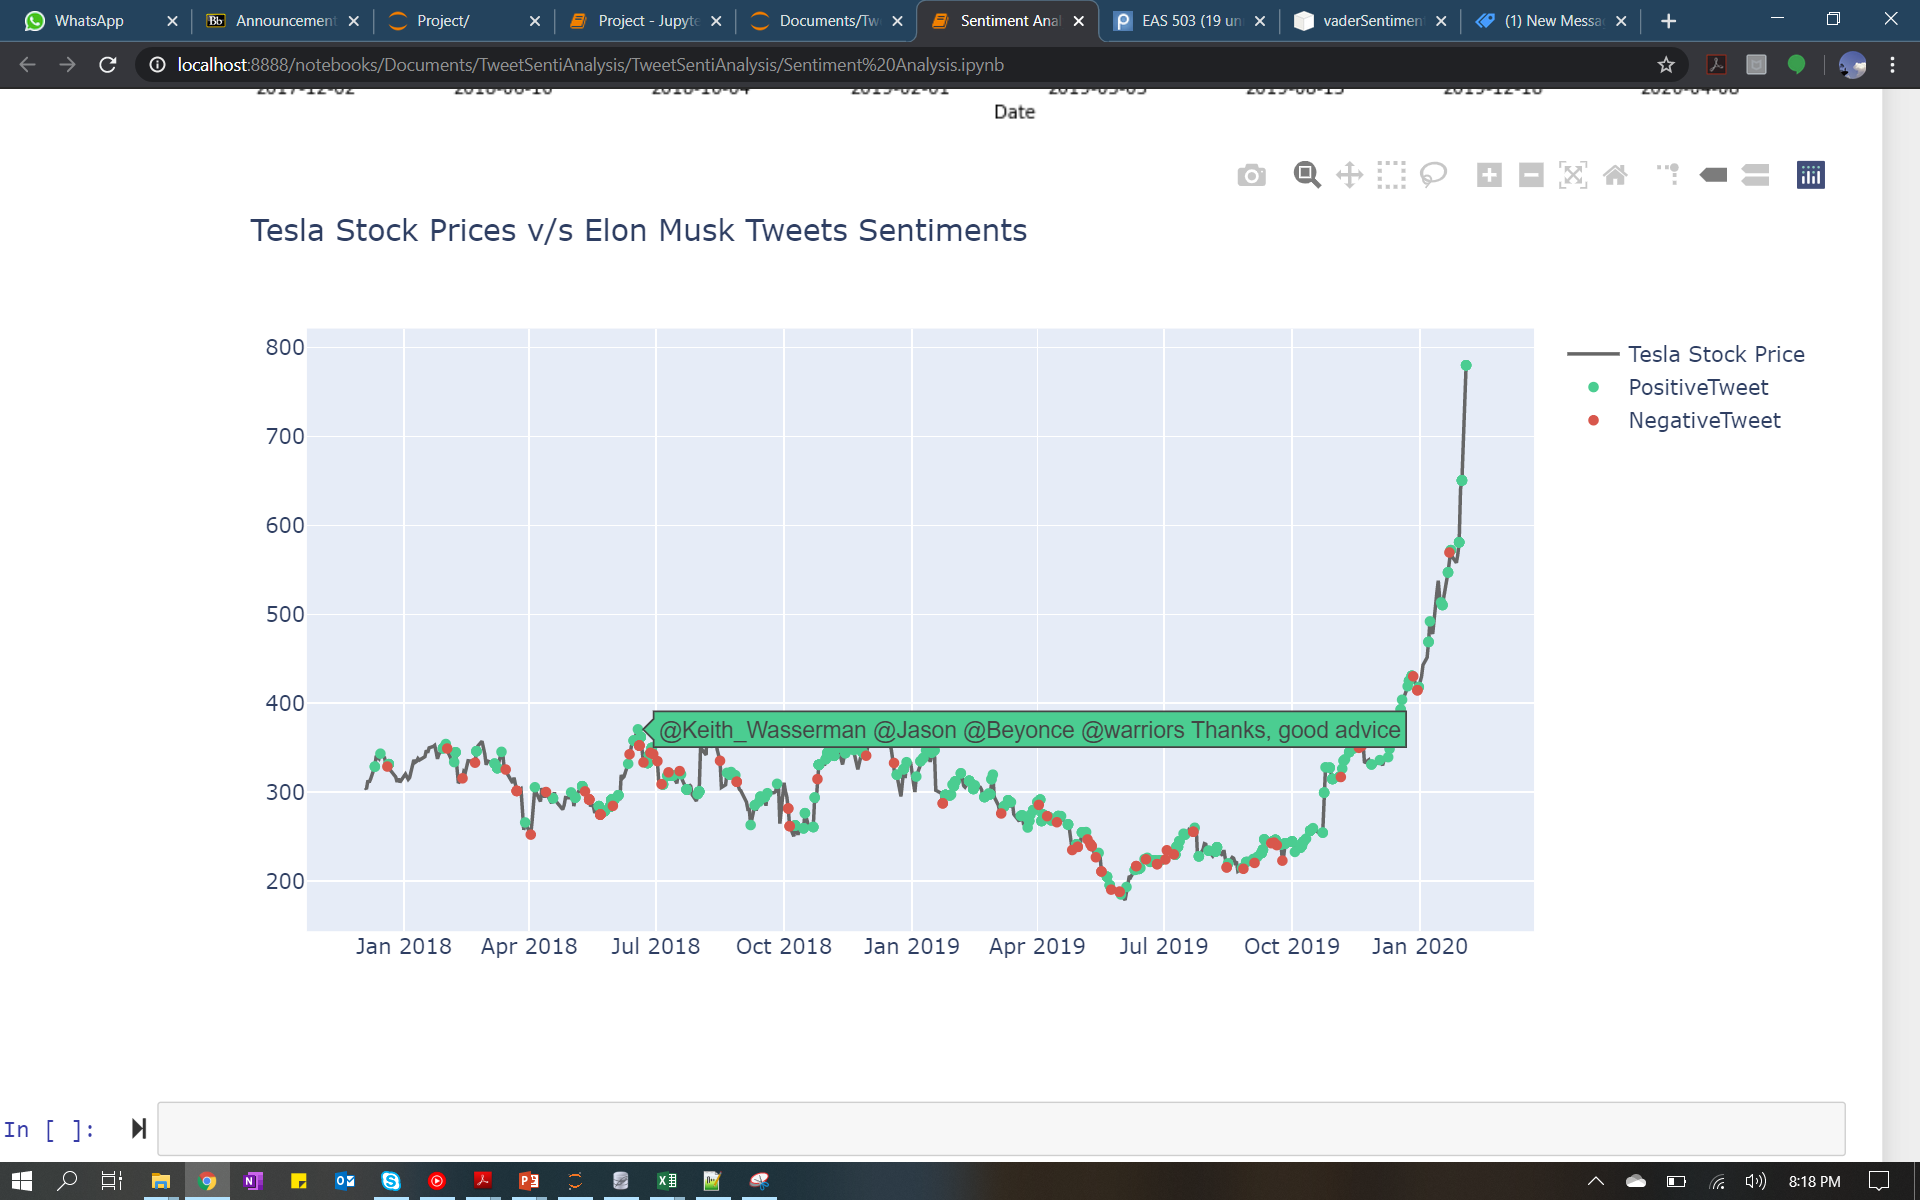 WhatsApp
Announcement
Project/
Project - Jupyte
Documents/Tw
Sentiment Anal
EAS 503 (19 un
vaderSentimen
(1) New Messa
localhost:8888/notebooks/Documents/TweetSentiAnalysis/TweetSentiAnalysis/Sentiment%20Analysis.ipynb
Date
Tesla Stock Prices v/s Elon Musk Tweets Sentiments
800
700
600
500
400
300
200
Tesla Stock Price
PositiveTweet
NegativeTweet
@Keith_Wasserman @Jason @Beyonce @warriors Thanks, good advice
Jan 2018 Apr 2018 Jul 2018 Oct 2018 Jan 2019 Apr 2019 Jul 2019 Oct 2019 Jan 2020
In [ ]:
8:18 PM